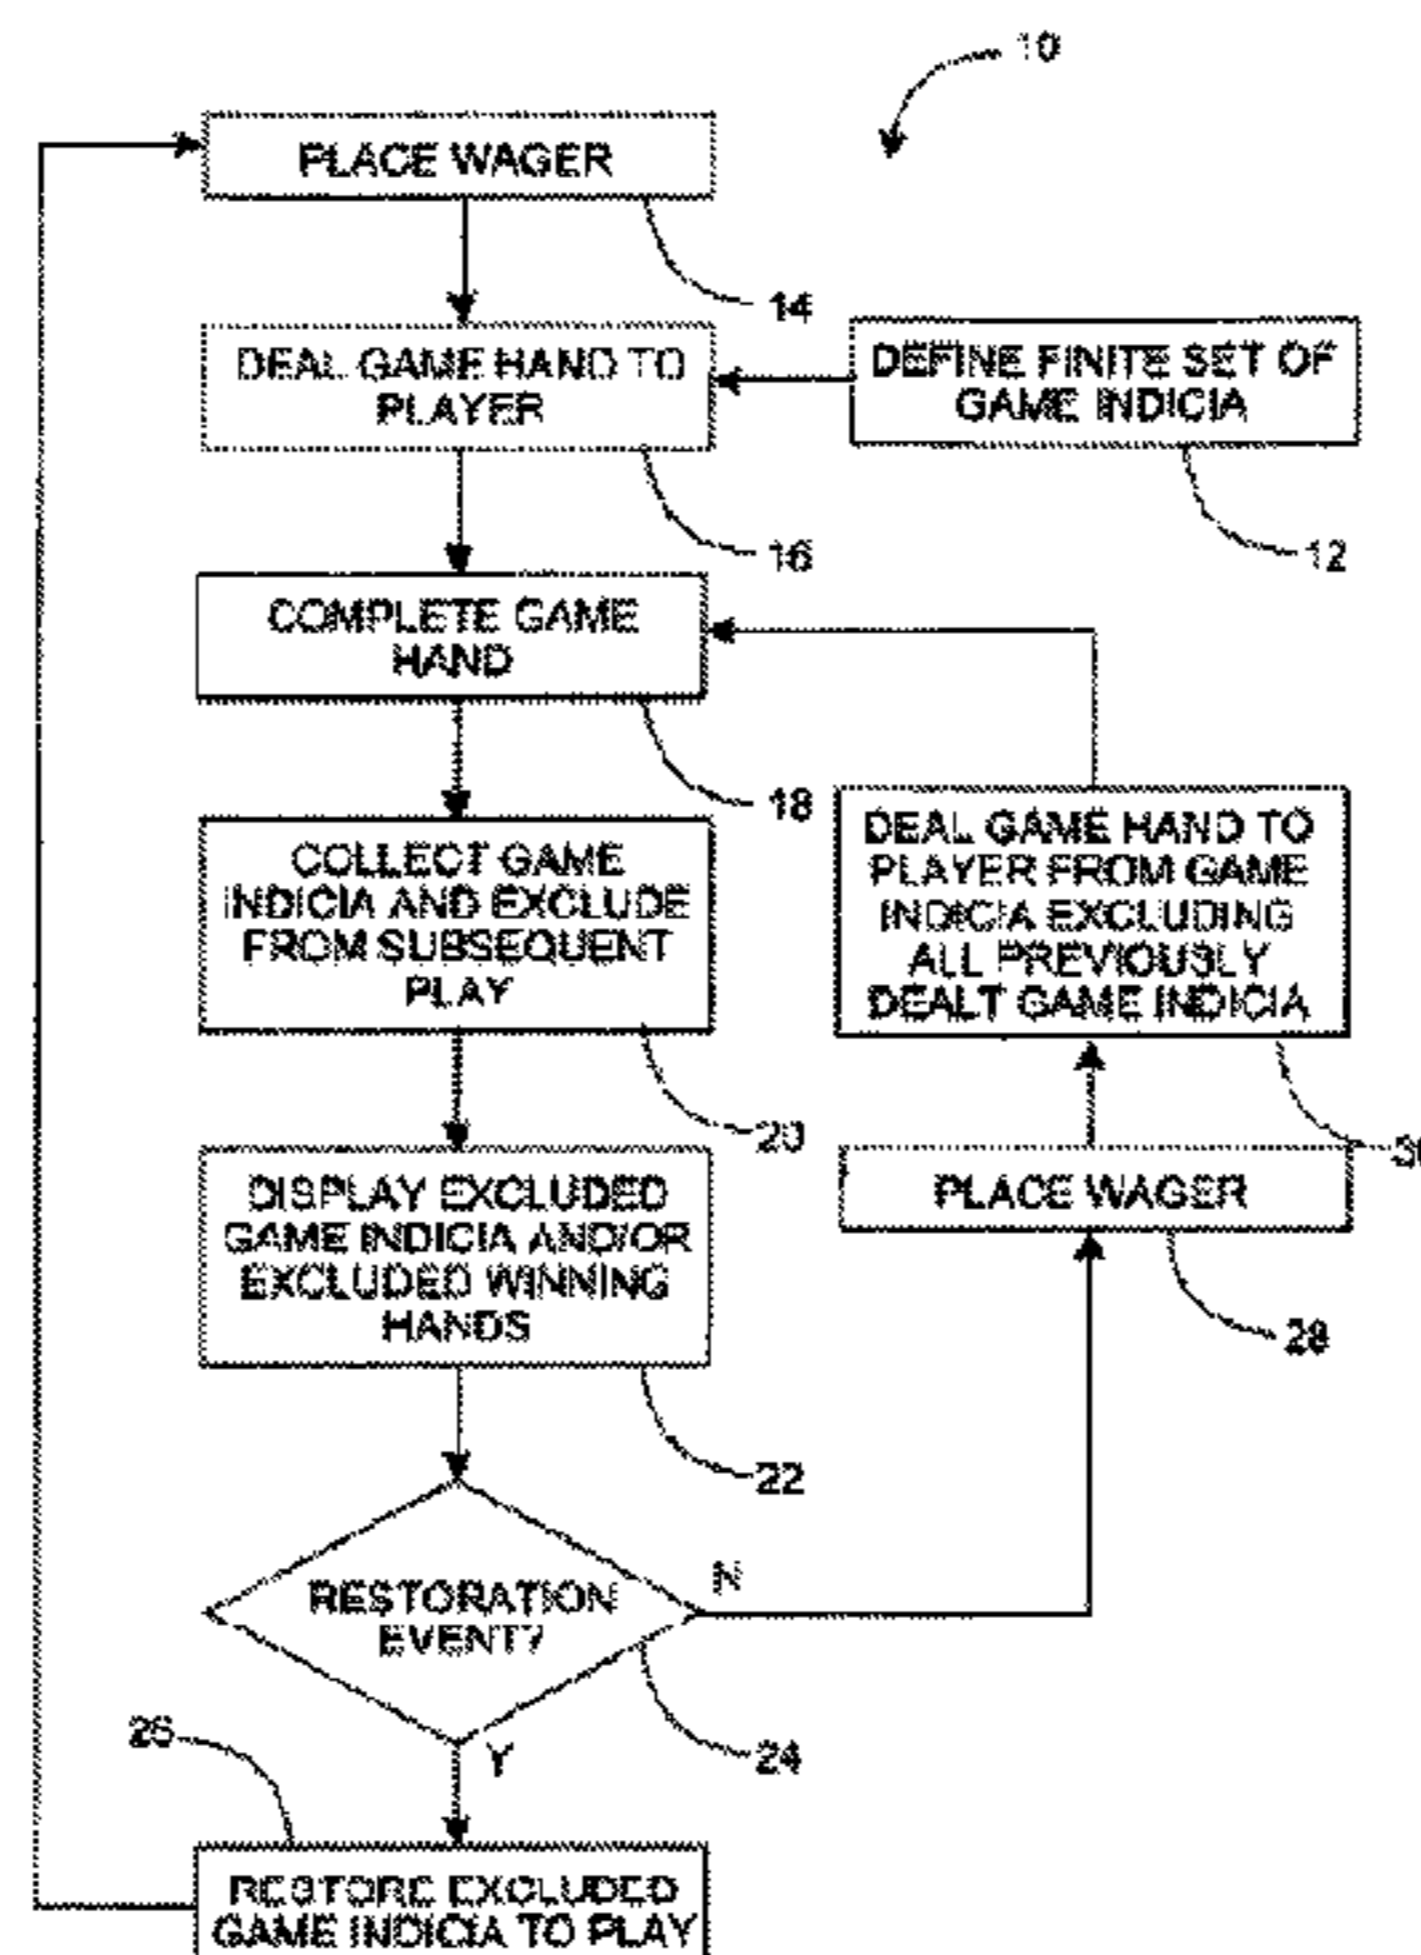 10
PLACE WAGER
14
DEAL GAME HAND TO
PLAYER
16
DEFINE FINITE SET OF
GAME INDICIA
12
COMPLETE GAME
HAND
18
COLLECT GAME
INDICIA AND EXCLUDE
FROM SUBSEQUENT
PLAY
20
DEAL GAME HAND TO
PLAYER FROM GAME
INDICIA EXCLUDING
ALL PREVIOUSLY
DEALT GAME INDICIA
DISPLAY EXCLUDED
GAME INDICIA AND/OR
EXCLUDED WINNING
HANDS
22
PLACE WAGER
28
RESTORATION
EVENT?
N
Y
24
26
RESTORE EXCLUDED
GAME INDICIA TO PLAY